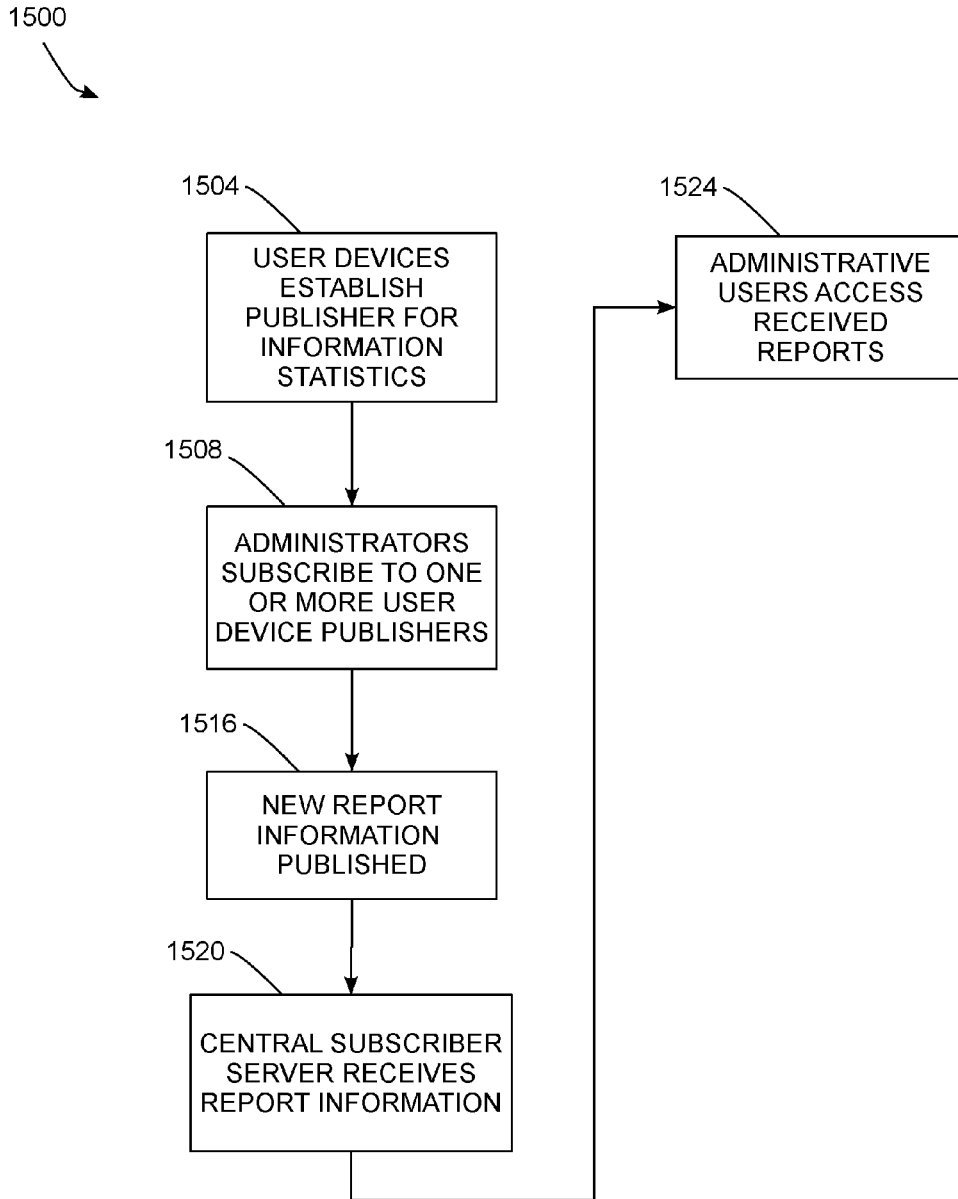 1500
1504
USER DEVICES
ESTABLISH
PUBLISHER FOR
INFORMATION
STATISTICS
1508
ADMINISTRATORS
SUBSCRIBE TO ONE
OR MORE USER
DEVICE PUBLISHERS
1516
NEW REPORT
INFORMATION
PUBLISHED
1520
CENTRAL SUBSCRIBER
SERVER RECEIVES
REPORT INFORMATION
1524
ADMINISTRATIVE
USERS ACCESS
RECEIVED
REPORTS